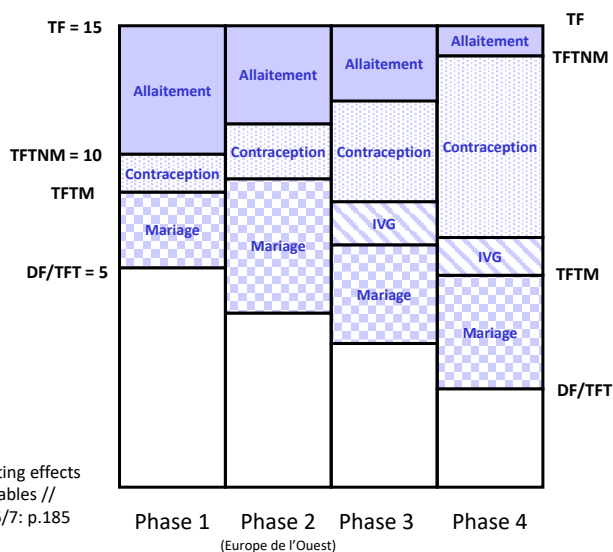 TF = 15
TF
Allaitement
Allaitement
Allaitement
Allaitement
TFTNM
TFTNM = 10
Contraception
Contraception
Contraception
Contraception
TFTM
Mariage
Mariage
IVG
IVG
Mariage
Mariage
TFTM
DF/TFT = 5
DF/TFT
ting effects
ables //
6/7: p.185
Phase 1
Phase 2
Phase 3
Phase 4
(Europe de l’Ouest)